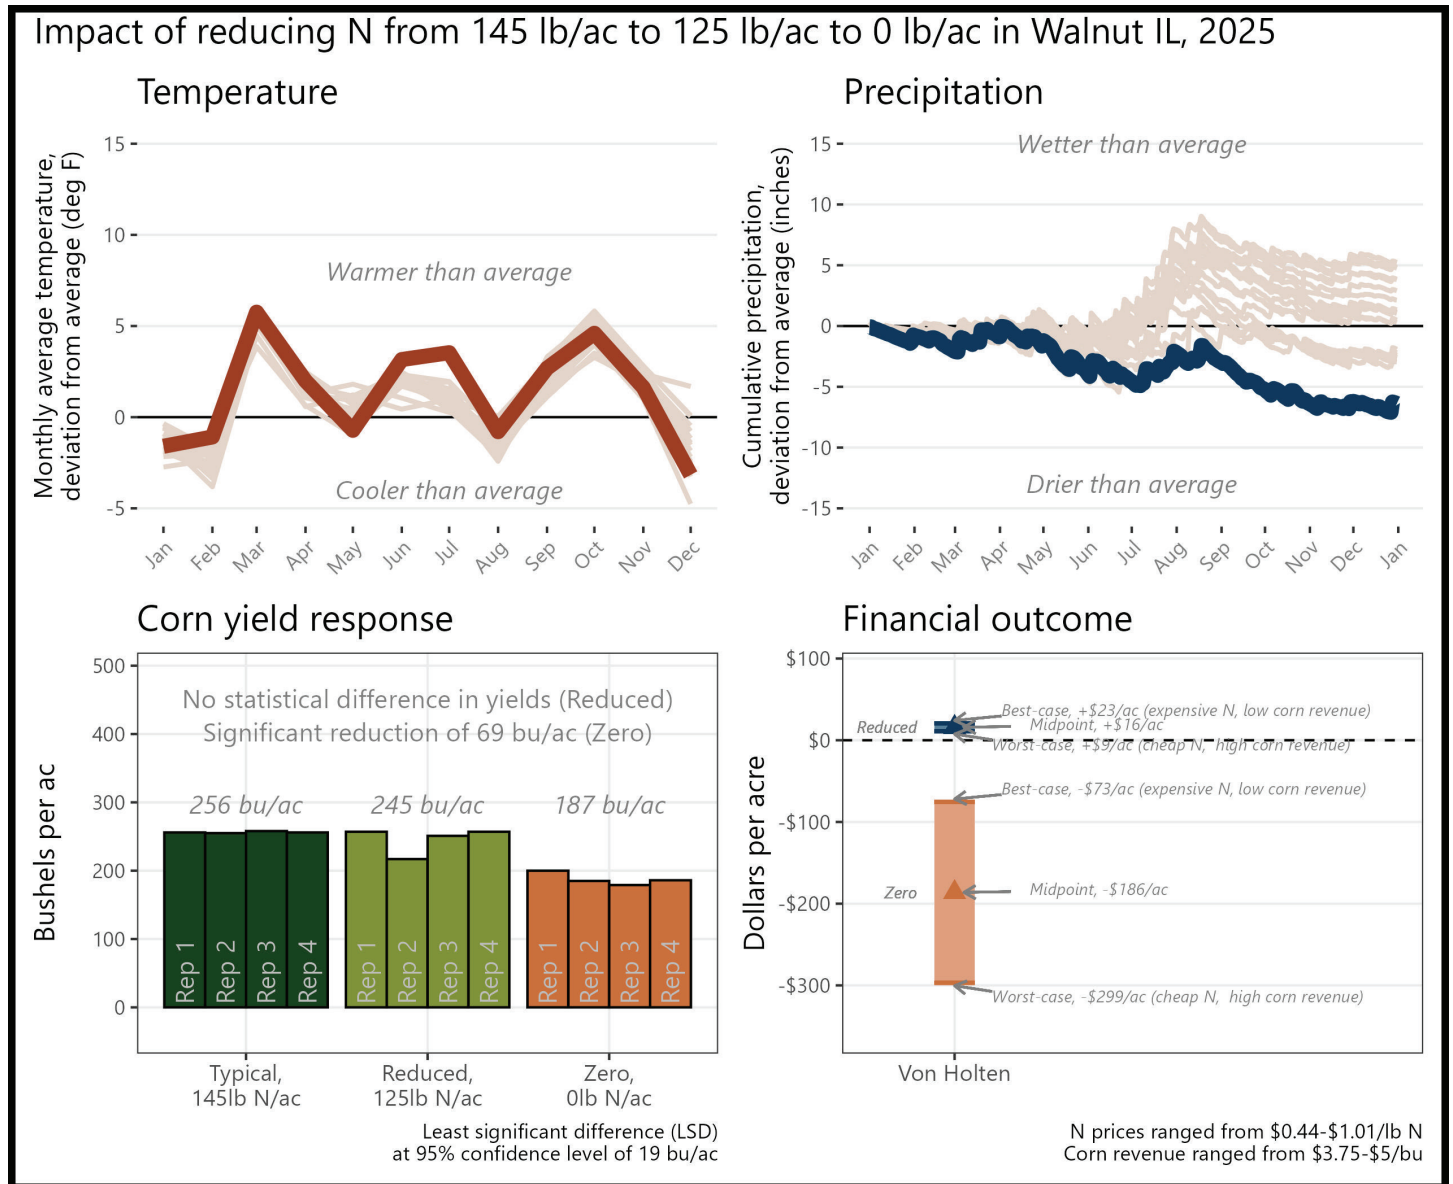 Impact of reducing N from 145 lb/ac to 125 lb/ac to 0 lb/ac in Walnut IL, 2025
Temperature
Monthly average temperature,
deviation from average (deg F)
15
10
5
0
-5
Warmer than average
Cooler than average
Jan
Feb
Mar
Apr
May
Jun
Jul
Aug
Sep
Oct
Nov
Dec
Precipitation
Cumulative precipitation,
deviation from average (inches)
15
10
5
0
-5
-10
-15
Wetter than average
Drier than average
Jan
Feb
Mar
Apr
May
Jun
Jul
Aug
Sep
Oct
Nov
Dec
Jan
Corn yield response
Bushels per ac
500
400
300
200
100
0
No statistical difference in yields (Reduced)
Significant reduction of 69 bu/ac (Zero)
256 bu/ac
245 bu/ac
187 bu/ac
Rep 1
Rep 2
Rep 3
Rep 4
Rep 1
Rep 2
Rep 3
Rep 4
Rep 1
Rep 2
Rep 3
Rep 4
Typical,
145lb N/ac
Reduced,
125lb N/ac
Zero,
0lb N/ac
Least significant difference (LSD)
at 95% confidence level of 19 bu/ac
Financial outcome
Dollars per acre
$100
$0
-$100
-$200
-$300
Reduced
Best-case, +$23/ac (expensive N, low corn revenue)
Midpoint, +$16/ac
Worst-case, +$9/ac (cheap N, high corn revenue)
Best-case, -$73/ac (expensive N, low corn revenue)
Zero
Midpoint, -$186/ac
Worst-case, -$299/ac (cheap N, high corn revenue)
Von Holten
N prices ranged from $0.44-$1.01/lb N
Corn revenue ranged from $3.75-$5/bu